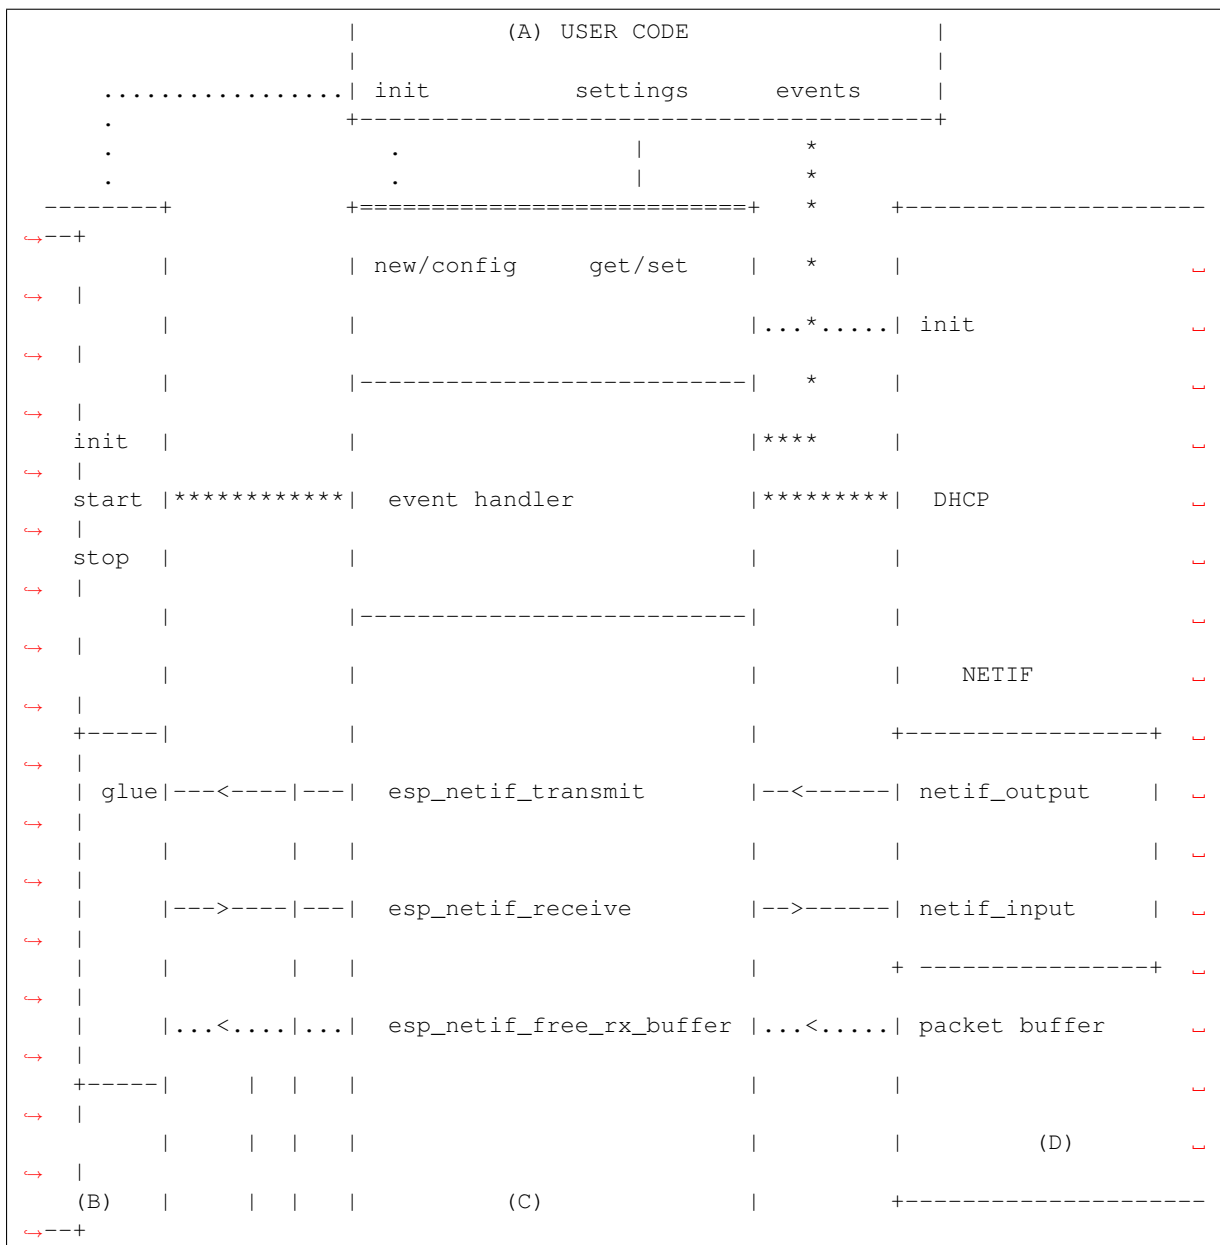 |          (A) USER CODE                 |
                       |                                        |
      .................| init          settings      events     |
      .                +----------------------------------------+
      .                   .                |           *
      .                   .                |           *
  --------+            +===========================+   *     +---------------------
↪--+
          |            | new/config     get/set    |   *     |                    ␣
↪  |
          |            |                           |...*.....| init               ␣
↪  |
          |            |---------------------------|   *     |                    ␣
↪  |
    init  |            |                           |****     |                    ␣
↪  |
    start |************|  event handler            |*********|  DHCP              ␣
↪  |
    stop  |            |                           |         |                    ␣
↪  |
          |            |---------------------------|         |                    ␣
↪  |
          |            |                           |         |    NETIF           ␣
↪  |
    +-----|            |                           |         +-----------------+  ␣
↪  |
    | glue|---<----|---|  esp_netif_transmit       |--<------| netif_output    |  ␣
↪  |
    |     |        |   |                           |         |                 |  ␣
↪  |
    |     |--->----|---|  esp_netif_receive        |-->------| netif_input     |  ␣
↪  |
    |     |        |   |                           |         + ----------------+  ␣
↪  |
    |     |...<....|...|  esp_netif_free_rx_buffer |...<.....| packet buffer      ␣
↪  |
    +-----|     |  |   |                           |         |                    ␣
↪  |
          |     |  |   |                           |         |         (D)        ␣
↪  |
    (B)   |     |  |   |          (C)              |         +---------------------
↪--+